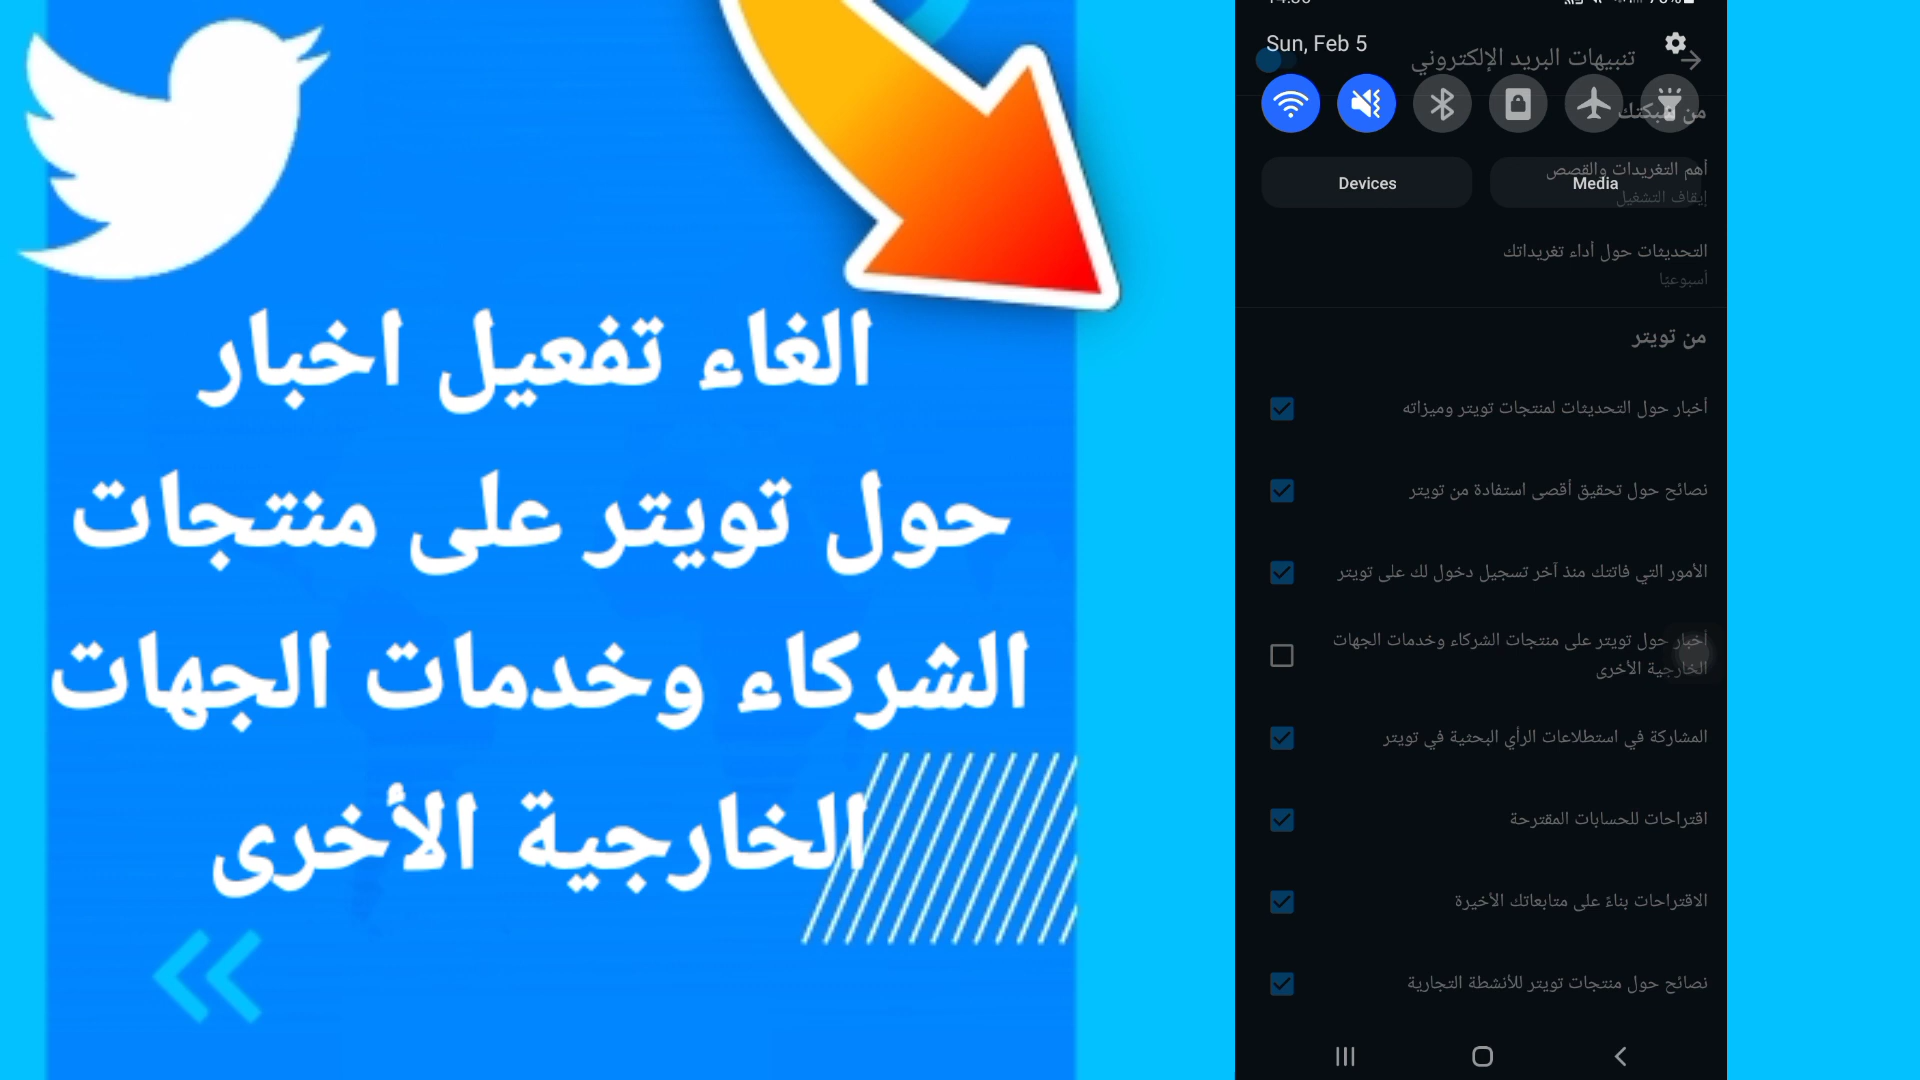 الغاء تفعيل اخبار
حول تويتر على منتجات
الشركاء وخدمات الجهات
الخارجية الأخرى
Sun, Feb 5
تنبيهات البريد الإلكتروني
من شبكتك
Devices
Media
أهم التغريدات والقصص
إيقاف التشغيل
التحديثات حول أداء تغريداتك
أسبوعيًا
من تويتر
أخبار حول التحديثات لمنتجات تويتر وميزاته
نصائح حول تحقيق أقصى استفادة من تويتر
الأمور التي فاتتك منذ آخر تسجيل دخول لك على تويتر
أخبار حول تويتر على منتجات الشركاء وخدمات الجهات
الخارجية الأخرى
المشاركة في استطلاعات الرأي البحثية في تويتر
اقتراحات للحسابات المقترحة
الاقتراحات بناءً على متابعاتك الأخيرة
نصائح حول منتجات تويتر للأنشطة التجارية